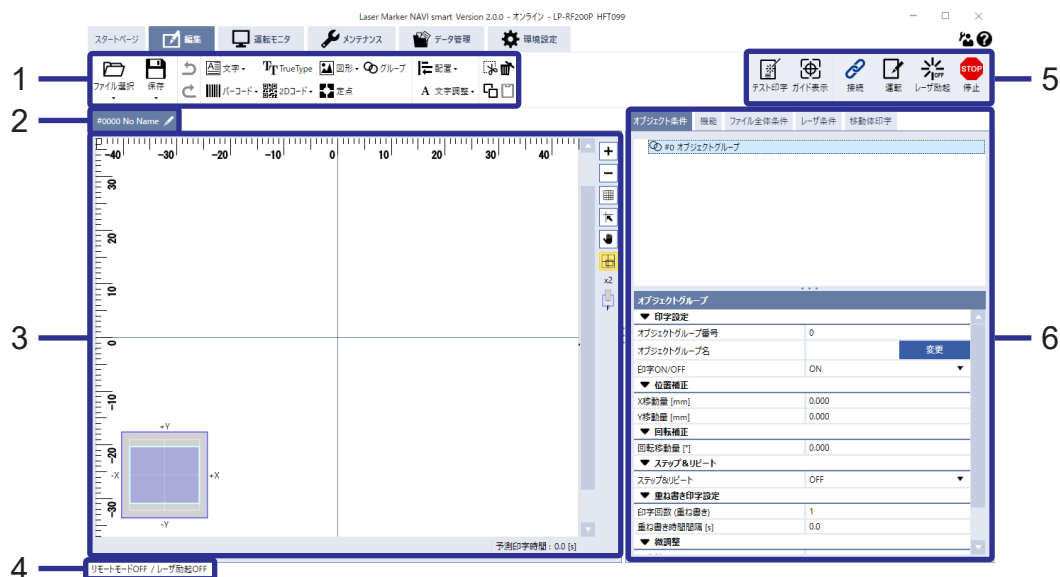 Laser Marker NAVI smart Version 2.0.0 - オンライン - LP-RF200P HFT099
スタートページ 編集 運転モニタ メンテナンス データ管理 環境設定
1
ファイル選択 保存
文字 TrueType 図形 グループ 配置
バーコード 2Dコード 定点 A 文字調整
テスト印字 ガイド表示 接続 運転 レーザ励起 停止
OFF
STOP
5
2
#0000 No Name
オブジェクト条件 機能 ファイル全体条件 レーザ条件 移動体印字
#0 オブジェクトグループ
-40 -30 -20 -10 0 10 20 30 40
30
20
10
0
-10
-20
-30
x2
3
+Y
-X
+X
-Y
予測印字時間 : 0.0 [s]
4
リモートモードOFF / レーザ励起OFF
オブジェクトグループ
▼ 印字設定
オブジェクトグループ番号 0
オブジェクトグループ名 変更
印字ON/OFF ON
▼ 位置補正
X移動量 [mm] 0.000
Y移動量 [mm] 0.000
▼ 回転補正
回転移動量 [°] 0.000
▼ ステップ&リピート
ステップ&リピート OFF
▼ 重ね書き印字設定
印字回数 (重ね書き) 1
重ね書き時間間隔 [s] 0.0
▼ 微調整
6